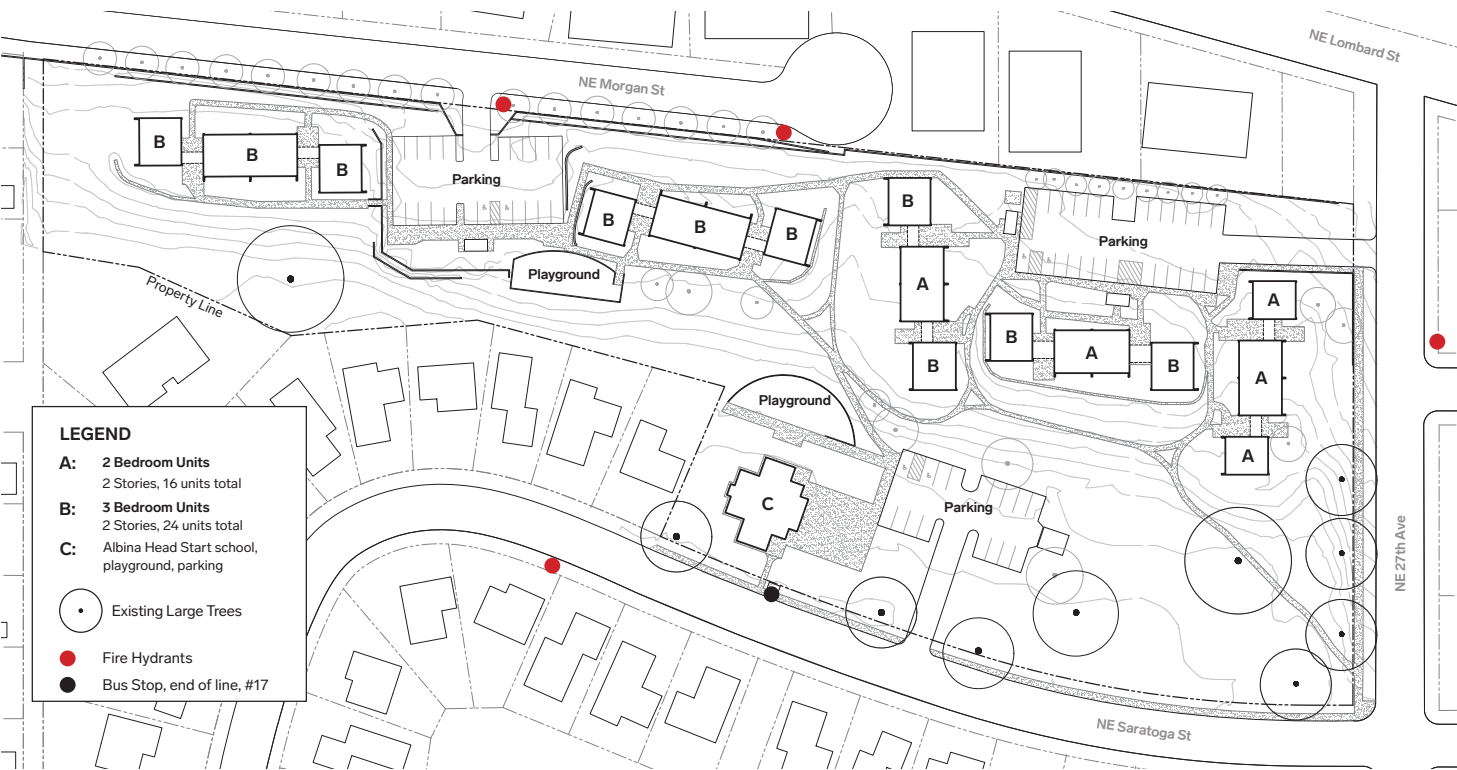 NE Lombard St
NE Morgan St
B
B
B
Parking
B
B
B
B
A
B
Parking
Playground
Property Line
B
A
B
A
A
A
Playground
C
Parking
NE 27th Ave
NE Saratoga St
LEGEND
A: 2 Bedroom Units
2 Stories, 16 units total
B: 3 Bedroom Units
2 Stories, 24 units total
C: Albina Head Start school,
playground, parking
Existing Large Trees
Fire Hydrants
Bus Stop, end of line, #17